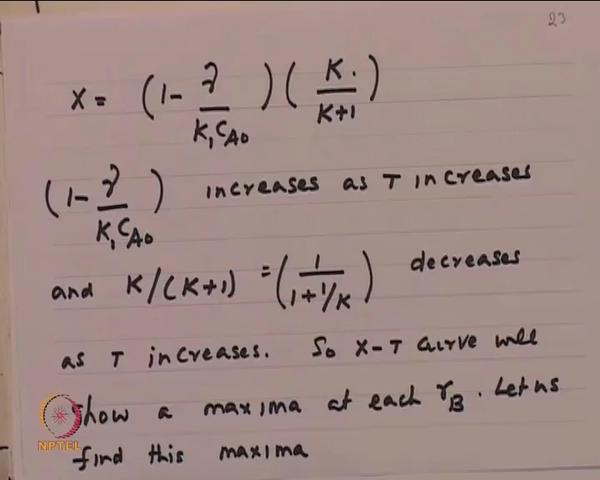 23
X = (1 - γ / k₁CA0) (K / K+1)
(1 - γ / k₁CA0) increases as T increases
and K/(K+1) = (1 / 1+1/K) decreases
as T increases. So X-T curve will
show a maxima at each γB. Let us
find this maxima
NPTEL